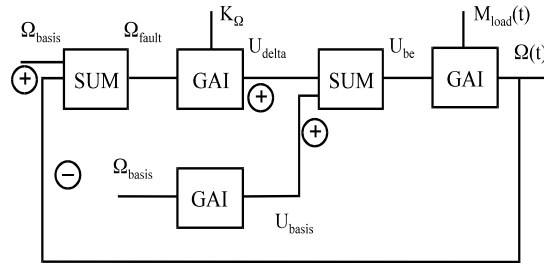 K_Ω
M_load(t)
Ω_basis
Ω_fault
U_delta
U_be
Ω(t)
+
SUM
GAI
+
SUM
GAI
+
−
Ω_basis
GAI
U_basis